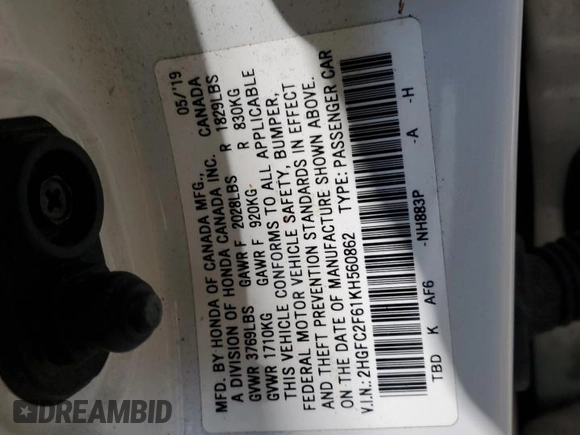 MFD. BY HONDA OF CANADA MFG., 05/'19
A DIVISION OF HONDA CANADA INC. CANADA
GVWR 3769LBS GAWR F 2028LBS R 1829LBS
GVWR 1710KG GAWR F 920KG R 830KG
THIS VEHICLE CONFORMS TO ALL APPLICABLE
FEDERAL MOTOR VEHICLE SAFETY, BUMPER,
AND THEFT PREVENTION STANDARDS IN EFFECT
ON THE DATE OF MANUFACTURE SHOWN ABOVE.
V.I.N.: 2HGFC2F61KH560862 TYPE: PASSENGER CAR
TBD K AF6 -NH883P -A -H
DREAMBID